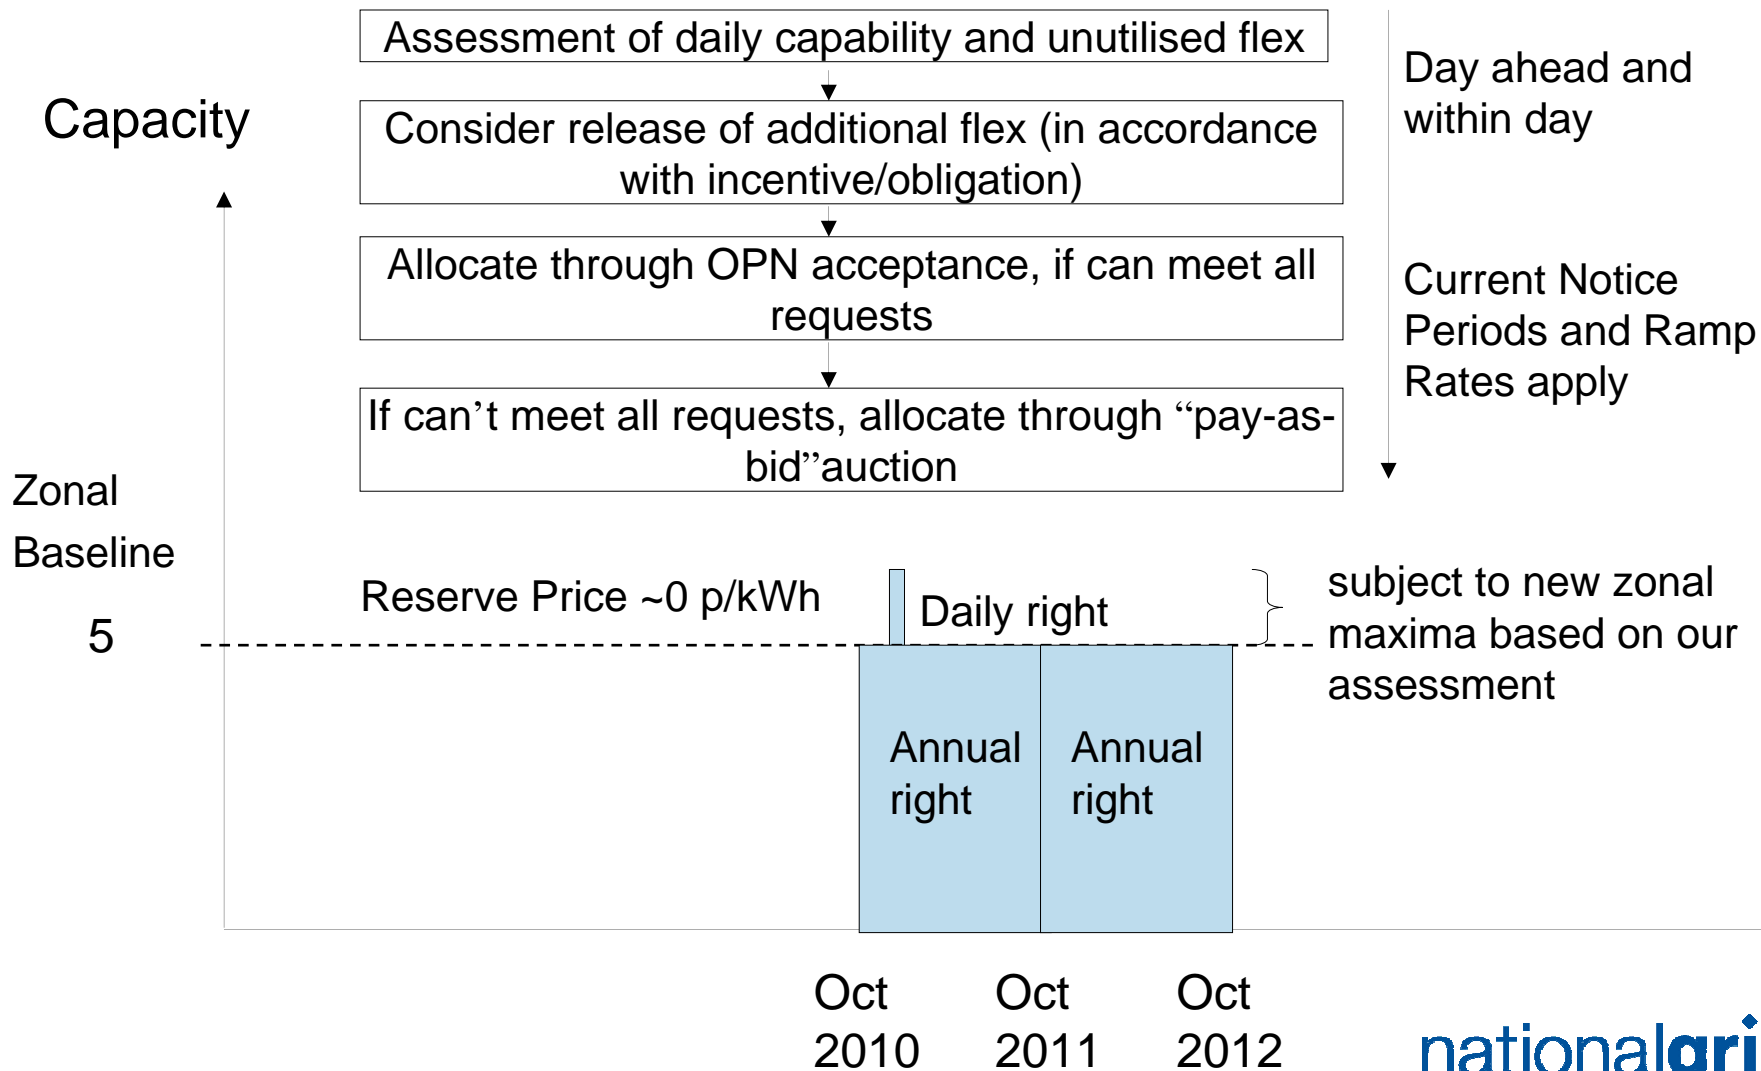 Assessment of daily capability and unutilised flex
Day ahead and
within day
Capacity
Consider release of additional flex (in accordance
with incentive/obligation)
Allocate through OPN acceptance, if can meet all
requests
Current Notice
Periods and Ramp
Rates apply
If can’t meet all requests, allocate through “pay-as-
bid”auction
Zonal
Baseline
5
Reserve Price ~0 p/kWh
Daily right
subject to new zonal
maxima based on our
assessment
Annual
right
Annual
right
Oct
2010
Oct
2011
Oct
2012
nationalgri